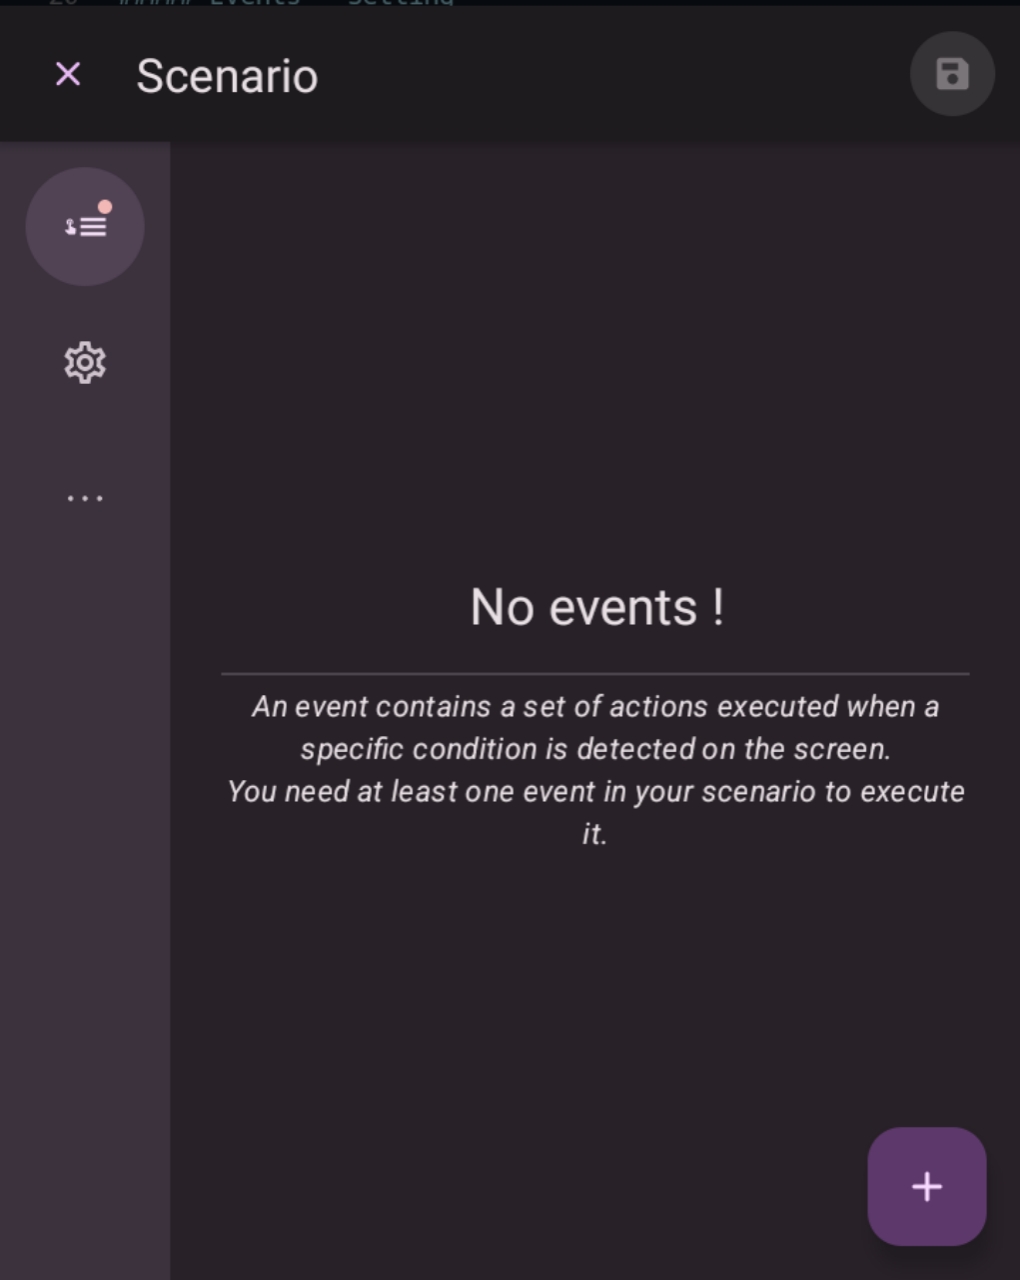 Scenario
No events !
An event contains a set of actions executed when a
specific condition is detected on the screen.
You need at least one event in your scenario to execute
it.